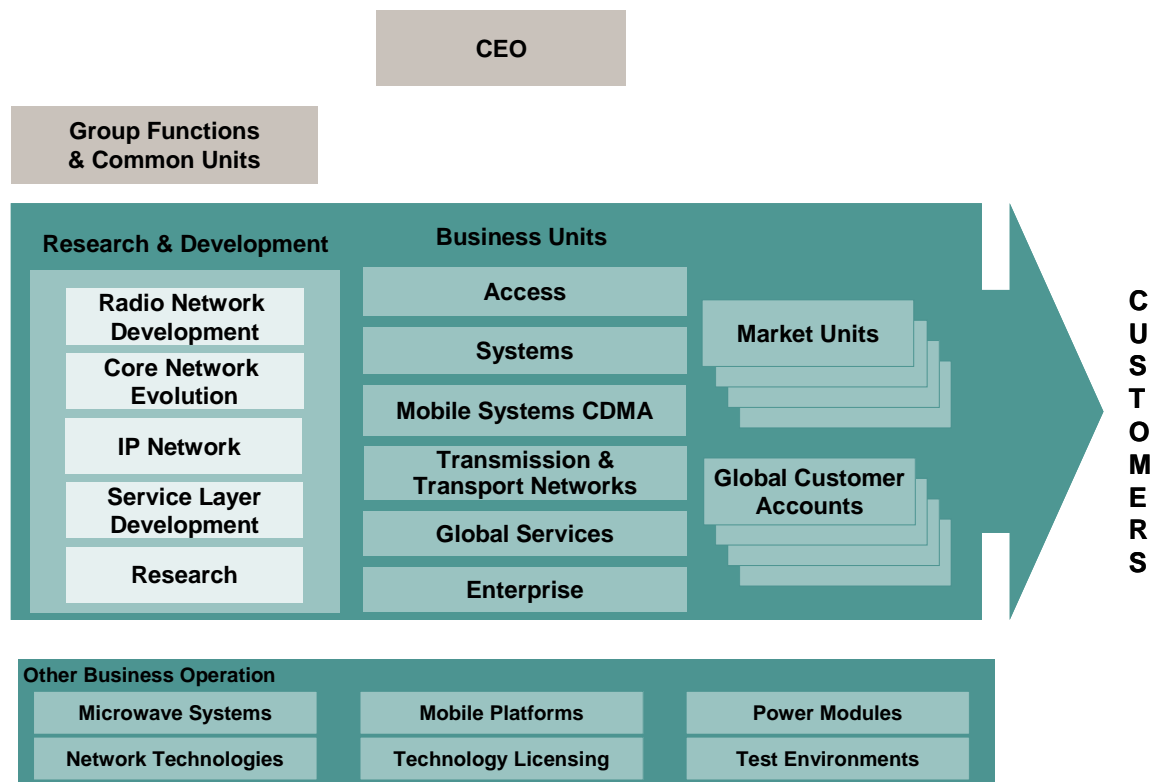 CEO
Group Functions
& Common Units
Research & Development
Radio Network
Development
Core Network
Evolution
IP Network
Service Layer
Development
Research
Business Units
Access
Systems
Mobile Systems CDMA
Transmission &
Transport Networks
Global Services
Enterprise
Market Units
Global Customer
Accounts
C
U
S
T
O
M
E
R
S
Other Business Operation
Microwave Systems
Mobile Platforms
Power Modules
Network Technologies
Technology Licensing
Test Environments